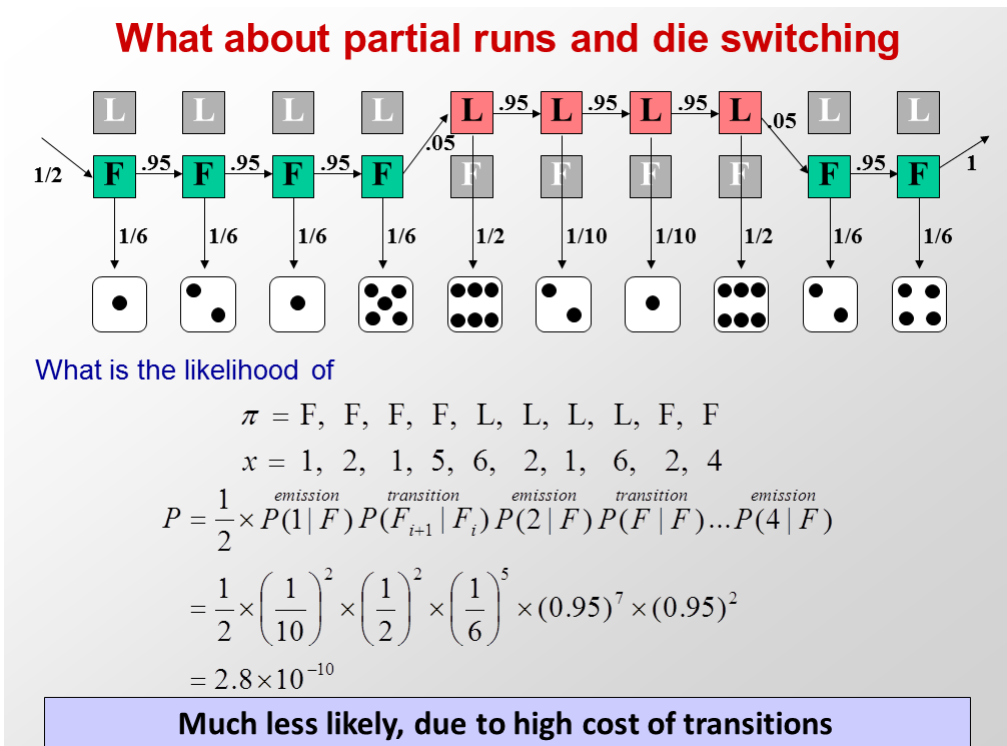 What about partial runs and die switching
L L L L L .95 L .95 L .95 L L L
.05 .05
1/2 F .95 F .95 F .95 F F F F F F .95 F 1
1/6 1/6 1/6 1/6 1/2 1/10 1/10 1/2 1/6 1/6
What is the likelihood of
π = F, F, F, F, L, L, L, L, F, F
x = 1, 2, 1, 5, 6, 2, 1, 6, 2, 4
emission transition emission transition emission
P = 1/2 × P(1 | F) P(F_{i+1} | F_i) P(2 | F) P(F | F)... P(4 | F)
= 1/2 × (1/10)^2 × (1/2)^2 × (1/6)^5 × (0.95)^7 × (0.95)^2
= 2.8×10^{-10}
Much less likely, due to high cost of transitions